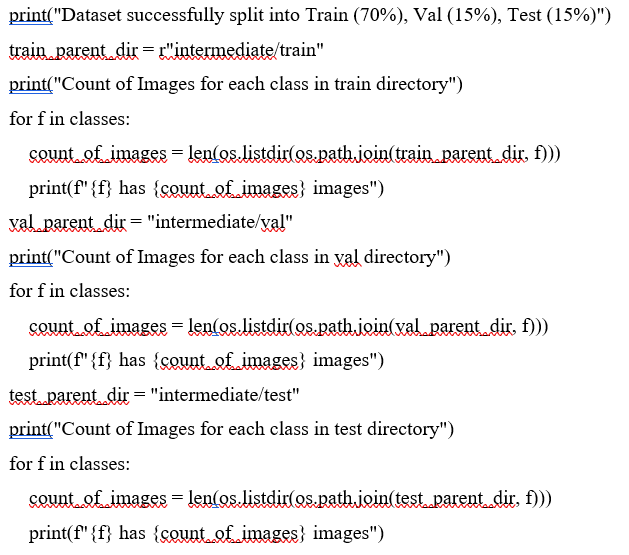 print("Dataset successfully split into Train (70%), Val (15%), Test (15%)")
train_parent_dir = r"intermediate/train"
print("Count of Images for each class in train directory")
for f in classes:
    count_of_images = len(os.listdir(os.path.join(train_parent_dir, f)))
    print(f"{f} has {count_of_images} images")
val_parent_dir = "intermediate/val"
print("Count of Images for each class in val directory")
for f in classes:
    count_of_images = len(os.listdir(os.path.join(val_parent_dir, f)))
    print(f"{f} has {count_of_images} images")
test_parent_dir = "intermediate/test"
print("Count of Images for each class in test directory")
for f in classes:
    count_of_images = len(os.listdir(os.path.join(test_parent_dir, f)))
    print(f"{f} has {count_of_images} images")